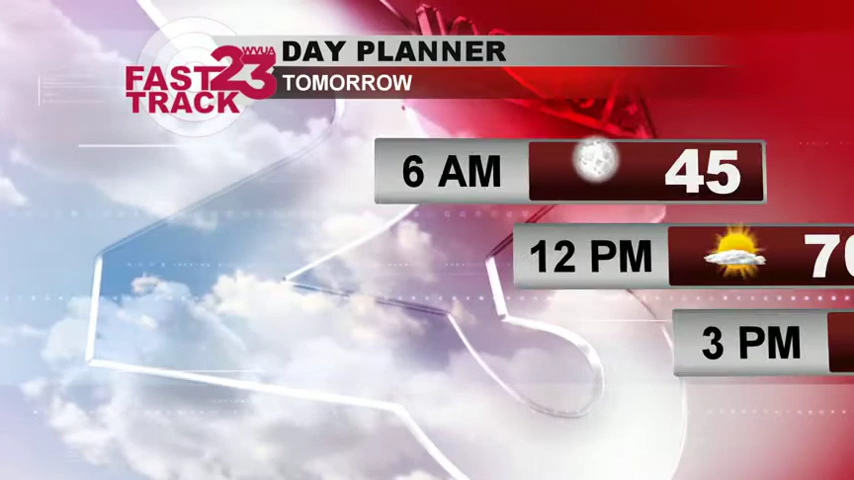 WVUA
FAST 23
TRACK
DAY PLANNER
TOMORROW
6 AM 45
12 PM
3 PM